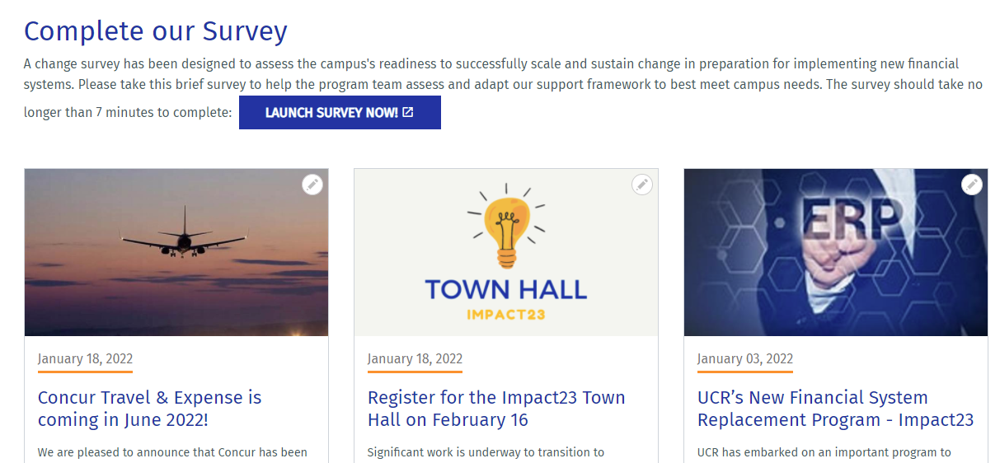 Complete our Survey
A change survey has been designed to assess the campus's readiness to successfully scale and sustain change in preparation for implementing new financial
systems. Please take this brief survey to help the program team assess and adapt our support framework to best meet campus needs. The survey should take no
longer than 7 minutes to complete: LAUNCH SURVEY NOW!
TOWN HALL
IMPACT23
ERP
January 18, 2022
Concur Travel & Expense is
coming in June 2022!
We are pleased to announce that Concur has been
January 18, 2022
Register for the Impact23 Town
Hall on February 16
Significant work is underway to transition to
January 03, 2022
UCR’s New Financial System
Replacement Program - Impact23
UCR has embarked on an important program to